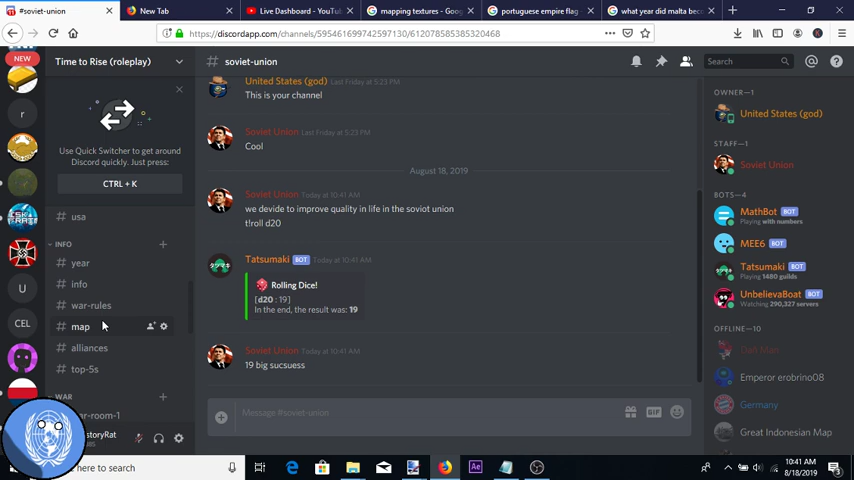 #soviet-union
New Tab
Live Dashboard - YouTu
mapping textures - Goog
portuguese empire flag
what year did malta beco
https://discordapp.com/channels/595461699742597130/612078585385320468
NEW
Time to Rise (roleplay)
# soviet-union
Search
Use Quick Switcher to get around
Discord quickly. Just press:
CTRL + K
# usa
INFO
# year
# info
# war-rules
# map
# alliances
# top-5s
WAR
r
U
CEL
storyRat
United States (god) Last Friday at 5:23 PM
This is your channel
Soviet Union Last Friday at 5:23 PM
Cool
August 18, 2019
Soviet Union Today at 10:41 AM
we devide to improve quality in life in the soviet union
t!roll d20
Tatsumaki BOT Today at 10:41 AM
Rolling Dice!
[d20 : 19]
In the end, the result was: 19
Soviet Union Today at 10:41 AM
19 big sucsuess
Message #soviet-union
GIF
OWNER—1
United States (god)
STAFF—1
Soviet Union
BOTS—4
MathBot BOT
Playing with numbers
MEE6 BOT
Tatsumaki BOT
Playing 1480 guilds
UnbelievaBoat BOT
Watching 290,327 servers
OFFLINE—10
Dark Man
Emperor erobrino08
Germany
Great Indonesian Map
here to search
10:41 AM
8/18/2019